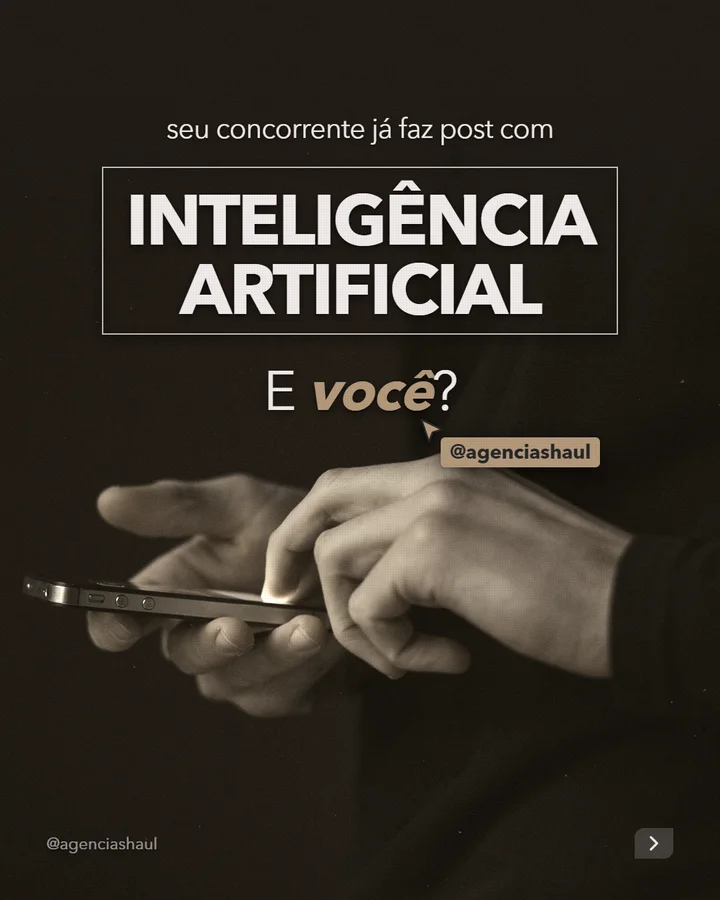 seu concorrente já faz post com
INTELIGÊNCIA
ARTIFICIAL
E você?
@agenciashaul
@agenciashaul